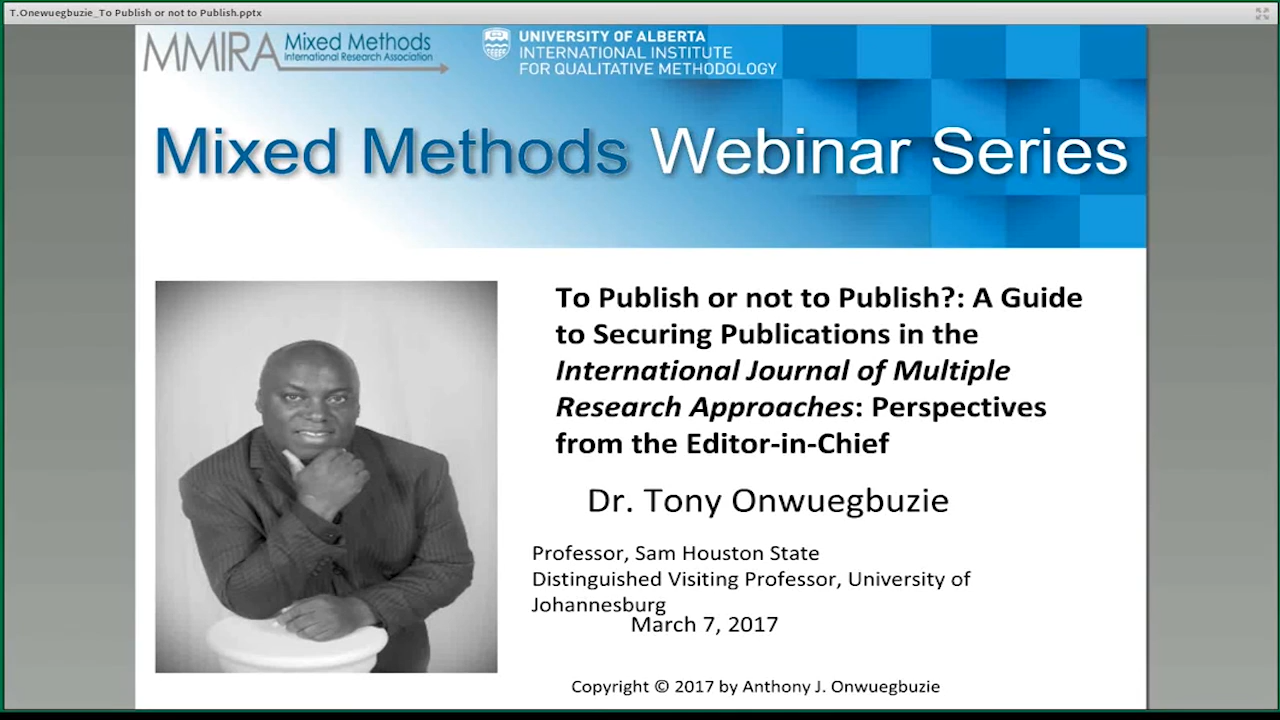 T.Onewuegbuzie_To Publish or not to Publish.pptx
MMIRA Mixed Methods
International Research Association
UNIVERSITY OF ALBERTA
INTERNATIONAL INSTITUTE
FOR QUALITATIVE METHODOLOGY
Mixed Methods Webinar Series
To Publish or not to Publish?: A Guide
to Securing Publications in the
International Journal of Multiple
Research Approaches: Perspectives
from the Editor-in-Chief
Dr. Tony Onwuegbuzie
Professor, Sam Houston State
Distinguished Visiting Professor, University of
Johannesburg
March 7, 2017
Copyright © 2017 by Anthony J. Onwuegbuzie